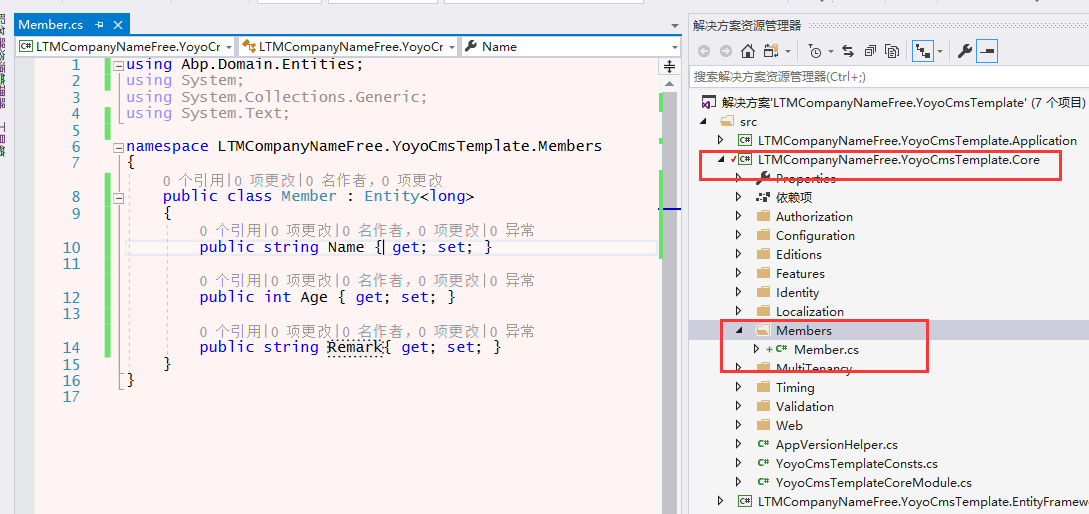 Member.cs
LTMCompanyNameFree.YoyoCr
LTMCompanyNameFree.YoyoCr
Name
1 using Abp.Domain.Entities;
2 using System;
3 using System.Collections.Generic;
4 using System.Text;
5
6 namespace LTMCompanyNameFree.YoyoCmsTemplate.Members
7 {
0 个引用|0 项更改|0 名作者，0 项更改
8 public class Member : Entity<long>
9 {
0 个引用|0 项更改|0 名作者，0 项更改|0 异常
10 public string Name { get; set; }
11
0 个引用|0 项更改|0 名作者，0 项更改|0 异常
12 public int Age { get; set; }
13
0 个引用|0 项更改|0 名作者，0 项更改|0 异常
14 public string Remark{ get; set; }
15 }
16 }
17
解决方案资源管理器
搜索解决方案资源管理器(Ctrl+;)
解决方案'LTMCompanyNameFree.YoyoCmsTemplate' (7 个项目)
src
LTMCompanyNameFree.YoyoCmsTemplate.Application
LTMCompanyNameFree.YoyoCmsTemplate.Core
Properties
依赖项
Authorization
Configuration
Editions
Features
Identity
Localization
Members
Member.cs
MultiTenancy
Timing
Validation
Web
AppVersionHelper.cs
YoyoCmsTemplateConsts.cs
YoyoCmsTemplateCoreModule.cs
LTMCompanyNameFree.YoyoCmsTemplate.EntityFramew